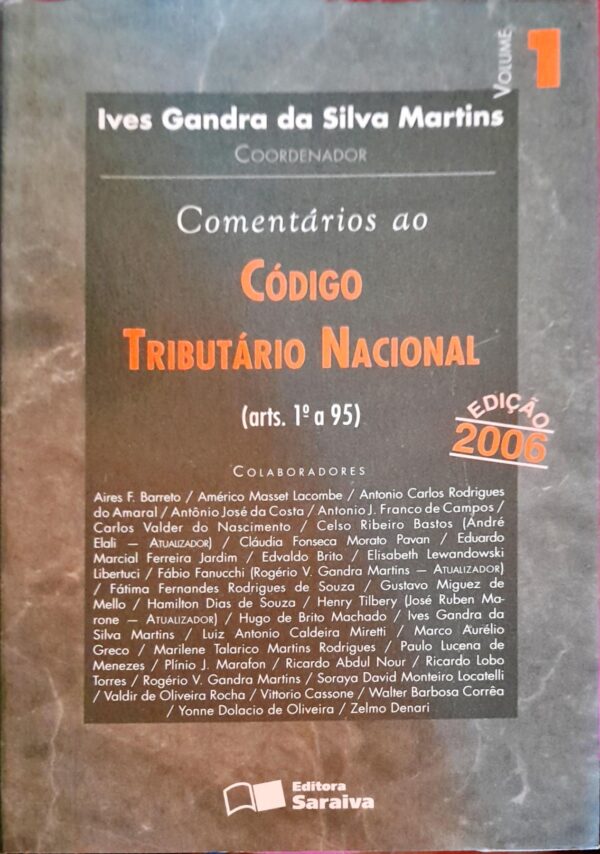 VOLUME 1
Ives Gandra da Silva Martins
COORDENADOR
Comentários ao
CÓDIGO
TRIBUTÁRIO NACIONAL
(arts. 1º a 95)
EDIÇÃO
2006
COLABORADORES
Aires F. Barreto / Américo Masset Lacombe / Antonio Carlos Rodrigues
do Amaral / Antônio José da Costa / Antonio J. Franco de Campos /
Carlos Valder do Nascimento / Celso Ribeiro Bastos (André
Elali — ATUALIZADOR) / Cláudia Fonseca Morato Pavan / Eduardo
Marcial Ferreira Jardim / Edvaldo Brito / Elisabeth Lewandowski
Libertuci / Fábio Fanucchi (Rogério V. Gandra Martins — ATUALIZADOR)
/ Fátima Fernandes Rodrigues de Souza / Gustavo Miguez de
Mello / Hamilton Dias de Souza / Henry Tilbery (José Ruben Ma-
rone — ATUALIZADOR) / Hugo de Brito Machado / Ives Gandra da
Silva Martins / Luiz Antonio Caldeira Miretti / Marco Aurélio
Greco / Marilene Talarico Martins Rodrigues / Paulo Lucena de
Menezes / Plínio J. Marafon / Ricardo Abdul Nour / Ricardo Lobo
Torres / Rogério V. Gandra Martins / Soraya David Monteiro Locatelli
/ Valdir de Oliveira Rocha / Vittorio Cassone / Walter Barbosa Corrêa
/ Yonne Dolacio de Oliveira / Zelmo Denari
Editora
Saraiva